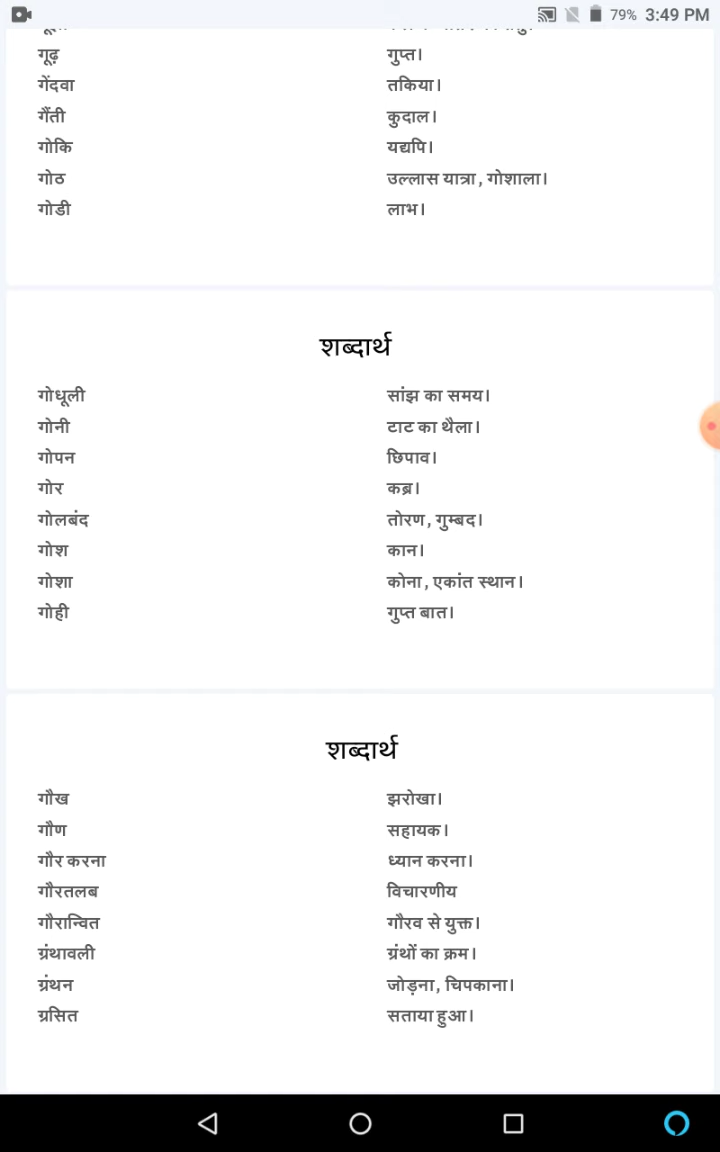 79% 3:49 PM
गूढ़ गुप्त।
गेंदवा तकिया।
गैंती कुदाल।
गोकि यद्यपि।
गोठ उल्लास यात्रा, गोशाला।
गोडी लाभ।
शब्दार्थ
गोधूली सांझ का समय।
गोनी टाट का थैला।
गोपन छिपाव।
गोर कब्र।
गोलबंद तोरण, गुम्बद।
गोश कान।
गोशा कोना, एकांत स्थान।
गोही गुप्त बात।
शब्दार्थ
गौख झरोखा।
गौण सहायक।
गौर करना ध्यान करना।
गौरतलब विचारणीय
गौरान्वित गौरव से युक्त।
ग्रंथावली ग्रंथों का क्रम।
ग्रंथन जोड़ना, चिपकाना।
ग्रसित सताया हुआ।